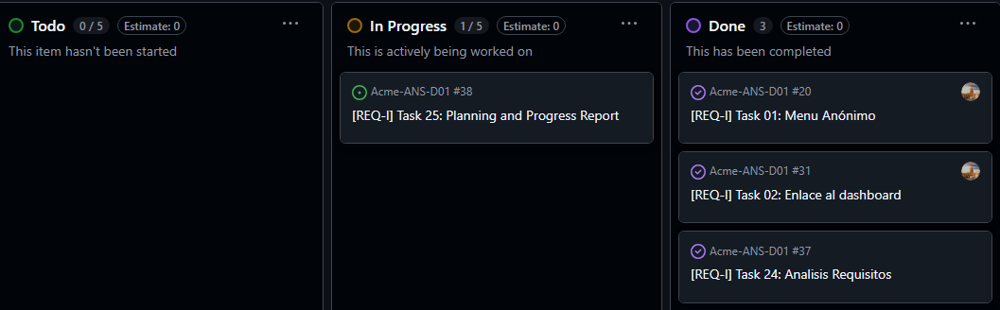 Todo 0 / 5 Estimate: 0
This item hasn't been started
In Progress 1 / 5 Estimate: 0
This is actively being worked on
Acme-ANS-D01 #38
[REQ-I] Task 25: Planning and Progress Report
Done 3 Estimate: 0
This has been completed
Acme-ANS-D01 #20
[REQ-I] Task 01: Menu Anónimo
Acme-ANS-D01 #31
[REQ-I] Task 02: Enlace al dashboard
Acme-ANS-D01 #37
[REQ-I] Task 24: Analisis Requisitos